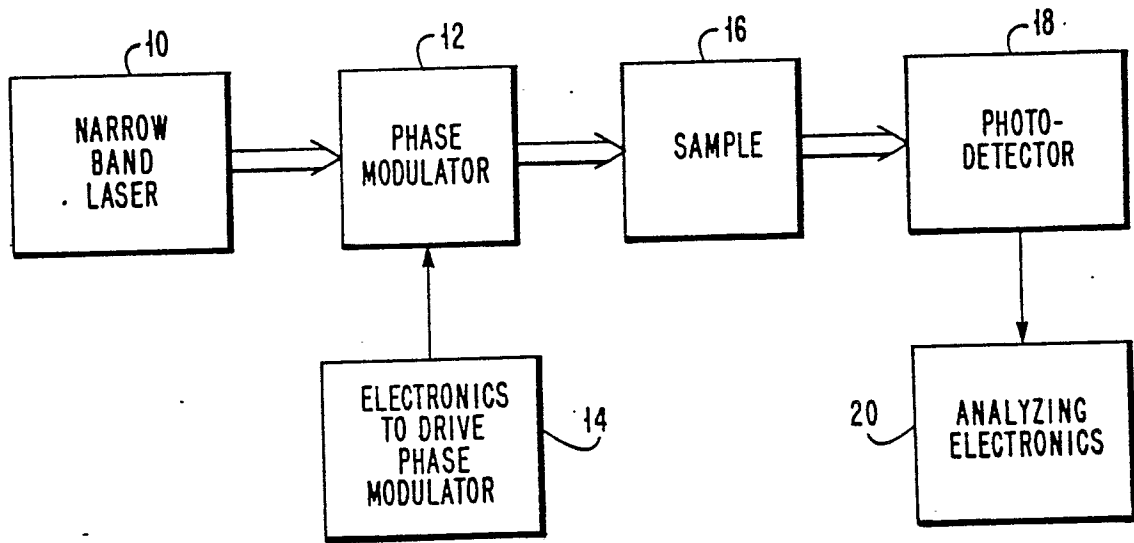 10
12
16
18
NARROW
BAND
LASER
PHASE
MODULATOR
SAMPLE
PHOTO-
DETECTOR
ELECTRONICS
TO DRIVE
PHASE
MODULATOR
14
20
ANALYZING
ELECTRONICS